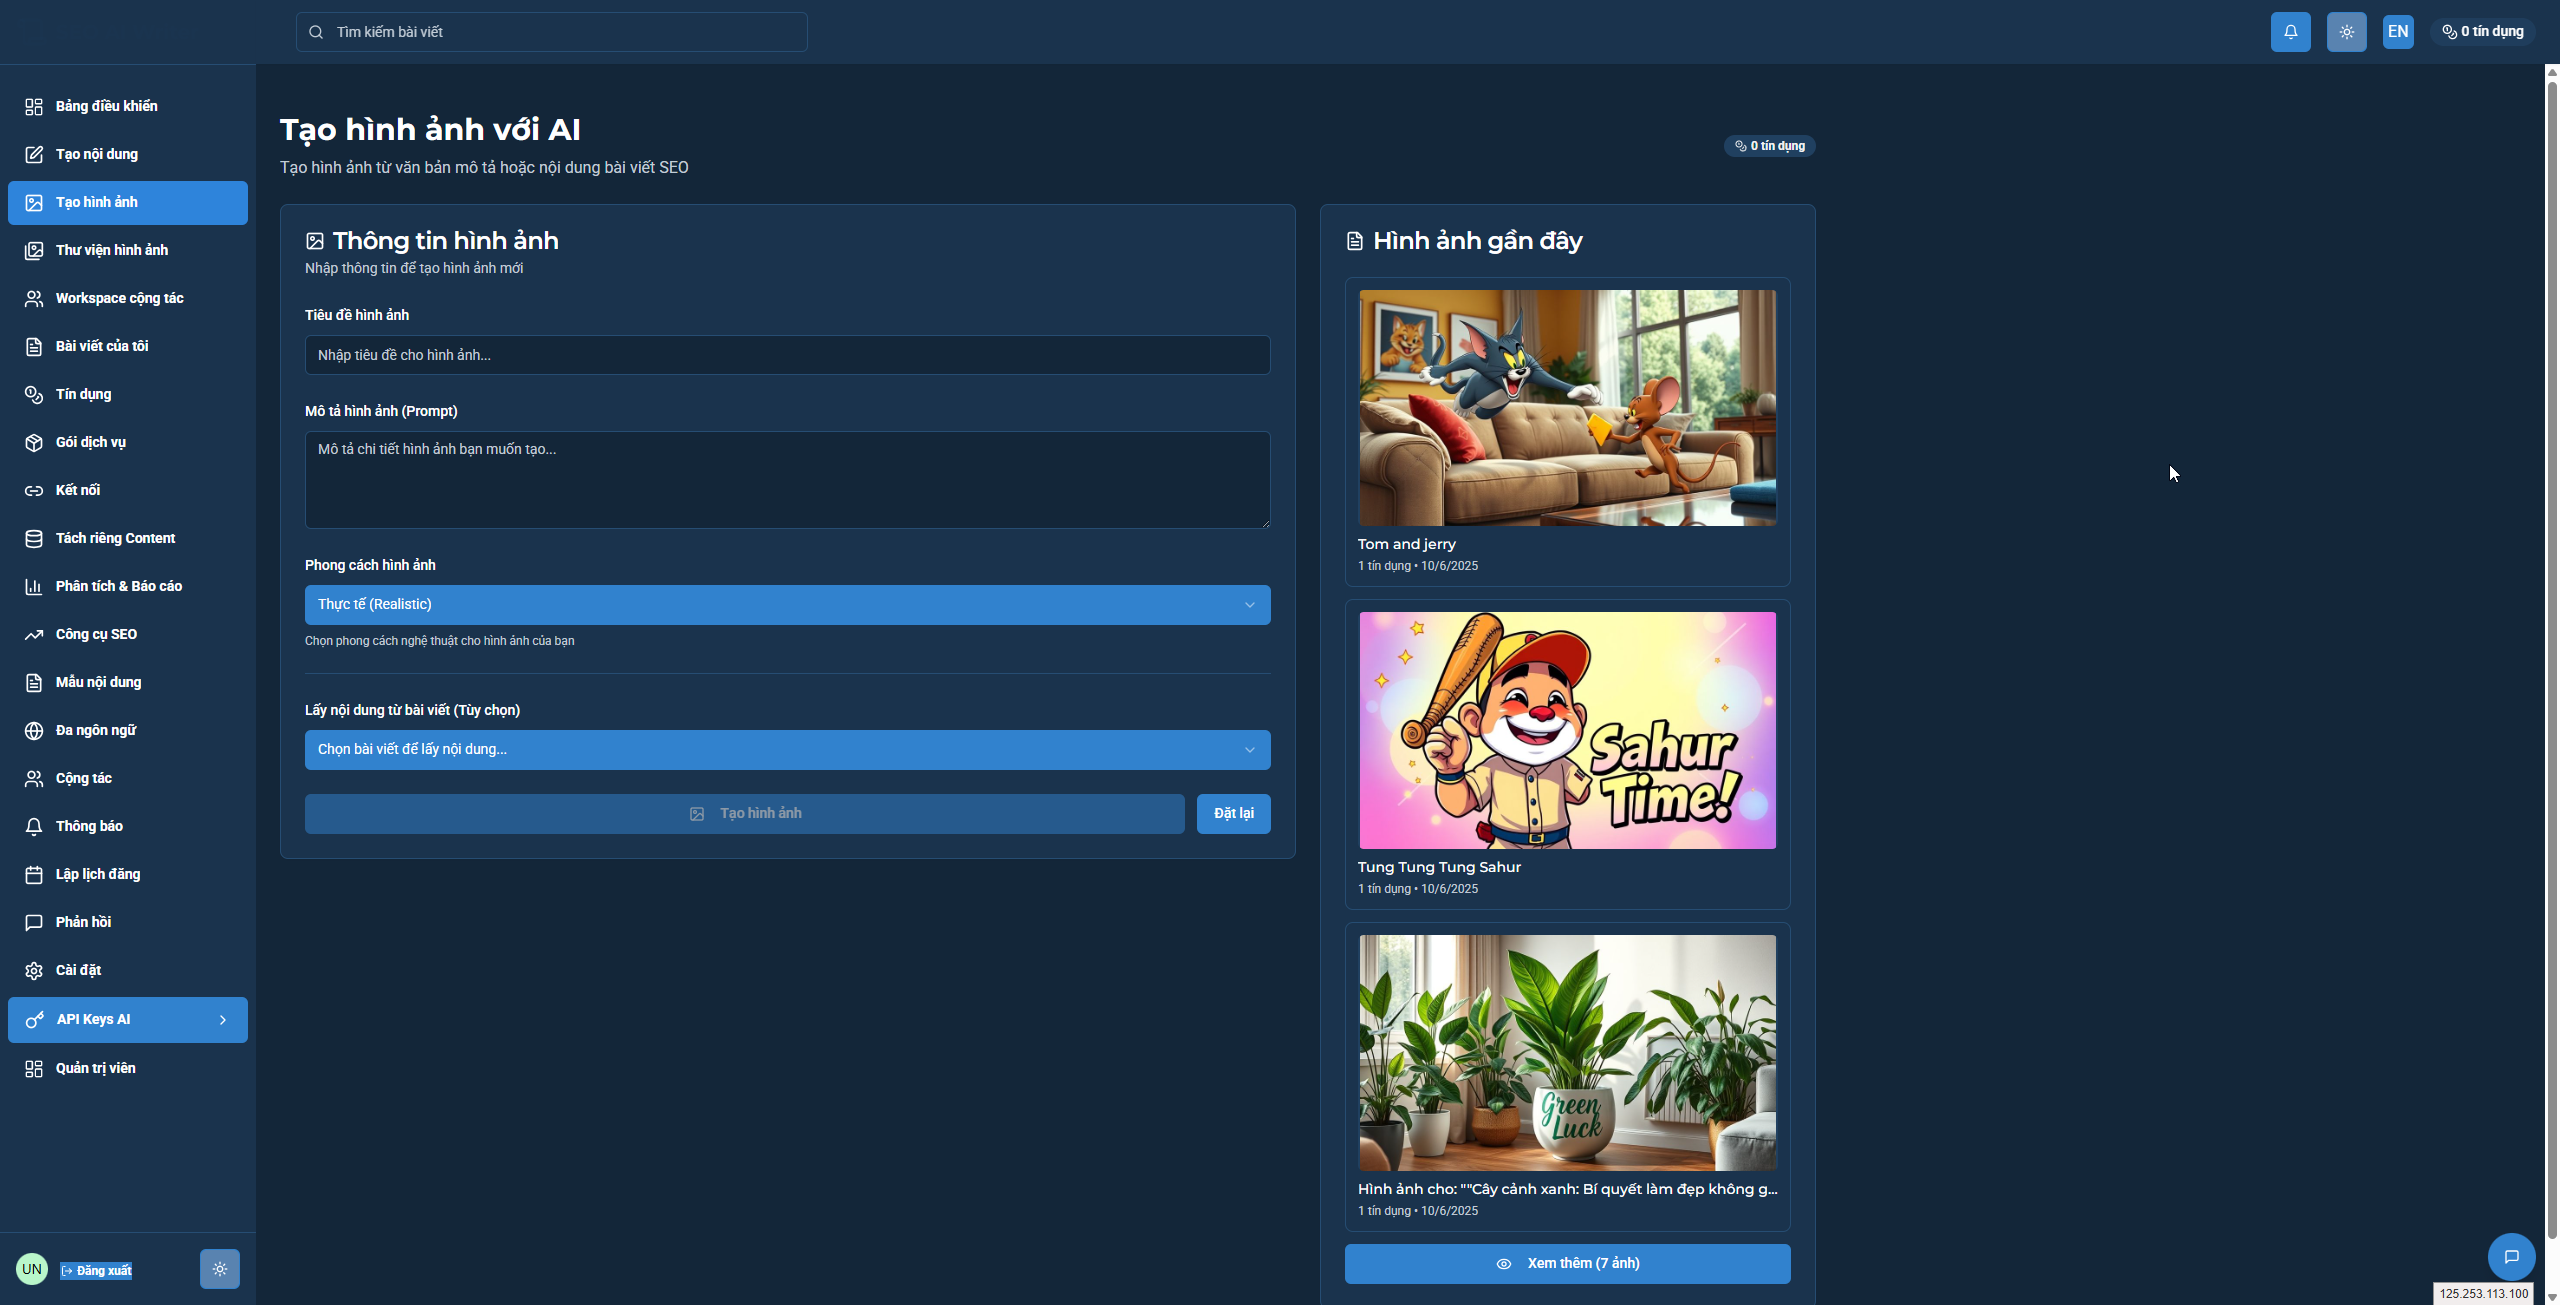 Tìm kiếm bài viết
EN
0 tín dụng
Bảng điều khiển
Tạo nội dung
Tạo hình ảnh
Thư viện hình ảnh
Workspace cộng tác
Bài viết của tôi
Tín dụng
Gói dịch vụ
Kết nối
Tách riêng Content
Phân tích & Báo cáo
Công cụ SEO
Mẫu nội dung
Đa ngôn ngữ
Cộng tác
Thông báo
Lập lịch đăng
Phản hồi
Cài đặt
API Keys AI
Quản trị viên
UN
Đăng xuất
Tạo hình ảnh với AI
Tạo hình ảnh từ văn bản mô tả hoặc nội dung bài viết SEO
0 tín dụng
Thông tin hình ảnh
Nhập thông tin để tạo hình ảnh mới
Tiêu đề hình ảnh
Nhập tiêu đề cho hình ảnh...
Mô tả hình ảnh (Prompt)
Mô tả chi tiết hình ảnh bạn muốn tạo...
Phong cách hình ảnh
Thực tế (Realistic)
Chọn phong cách nghệ thuật cho hình ảnh của bạn
Lấy nội dung từ bài viết (Tùy chọn)
Chọn bài viết để lấy nội dung...
Tạo hình ảnh
Đặt lại
Hình ảnh gần đây
Tom and jerry
1 tín dụng • 10/6/2025
Sahur
Time!
Tung Tung Tung Sahur
1 tín dụng • 10/6/2025
Green
Luck
Hình ảnh cho: ""Cây cảnh xanh: Bí quyết làm đẹp không g...
1 tín dụng • 10/6/2025
Xem thêm (7 ảnh)
125.253.113.100